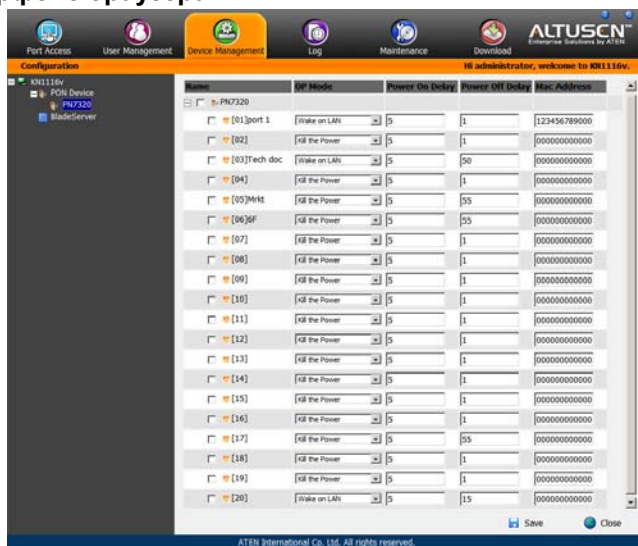 ALTUSCN™
Enterprise Solutions by ATEN
Port Access User Management Device Management Log Maintenance Download
Configuration Hi administrator, welcome to KN1116v.
KN1116v
PON Device
PN7320
BladeServer
Name OP Mode Power On Delay Power Off Delay Mac Address
PN7320
[01]port 1 Wake on LAN 5 1 123456789000
[02] Kill the Power 5 1 000000000000
[03]Tech doc Wake on LAN 5 50 000000000000
[04] Kill the Power 5 1 000000000000
[05]Mrkt Kill the Power 5 55 000000000000
[06]6F Kill the Power 5 55 000000000000
[07] Kill the Power 5 1 000000000000
[08] Kill the Power 5 1 000000000000
[09] Kill the Power 5 1 000000000000
[10] Kill the Power 5 1 000000000000
[11] Kill the Power 5 1 000000000000
[12] Kill the Power 5 1 000000000000
[13] Kill the Power 5 1 000000000000
[14] Kill the Power 5 1 000000000000
[15] Kill the Power 5 1 000000000000
[16] Kill the Power 5 1 000000000000
[17] Kill the Power 5 55 000000000000
[18] Kill the Power 5 1 000000000000
[19] Kill the Power 5 1 000000000000
[20] Wake on LAN 5 15 000000000000
Save Close
ATEN International Co. Ltd. All rights reserved.